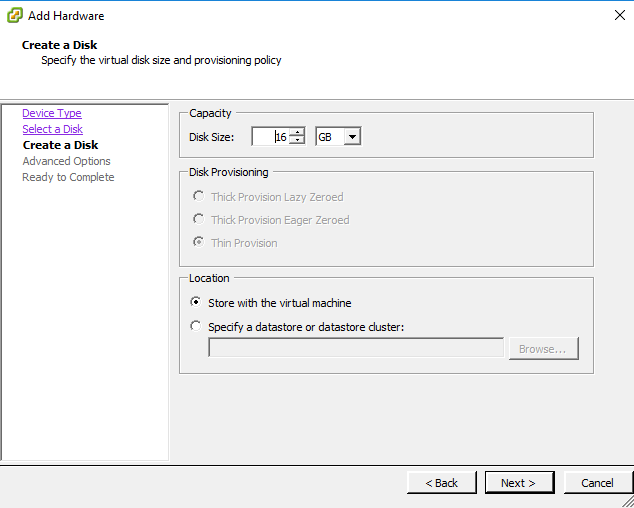 Add Hardware
Create a Disk
Specify the virtual disk size and provisioning policy
Device Type
Select a Disk
Create a Disk
Advanced Options
Ready to Complete
Capacity
Disk Size: 16 GB
Disk Provisioning
Thick Provision Lazy Zeroed
Thick Provision Eager Zeroed
Thin Provision
Location
Store with the virtual machine
Specify a datastore or datastore cluster:
Browse...
< Back Next > Cancel